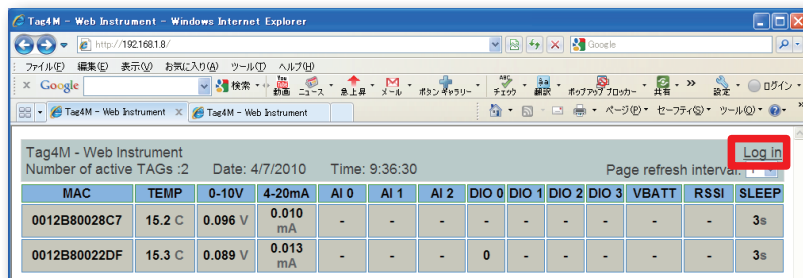 Tag4M - Web Instrument - Windows Internet Explorer
http://192.168.1.8/ Google
ファイル(F) 編集(E) 表示(V) お気に入り(A) ツール(T) ヘルプ(H)
× Google 検索 動画 ニュース 急上昇 メール ボタン ギャラリー チェック 翻訳 ポップアップ ブロッカー 共有 » 設定 ログイン
Tag4M - Web Instrument × Tag4M - Web Instrument ページ(P) セーフティ(S) ツール(O) »
Tag4M - Web Instrument Log in
Number of active TAGs :2 Date: 4/7/2010 Time: 9:36:30 Page refresh interval:
MAC TEMP 0-10V 4-20mA AI 0 AI 1 AI 2 DIO 0 DIO 1 DIO 2 DIO 3 VBATT RSSI SLEEP
0012B80028C7 15.2 C 0.096 V 0.010 mA - - - - - - - - - 3s
0012B80022DF 15.3 C 0.089 V 0.013 mA - - - 0 - - - - - 3s